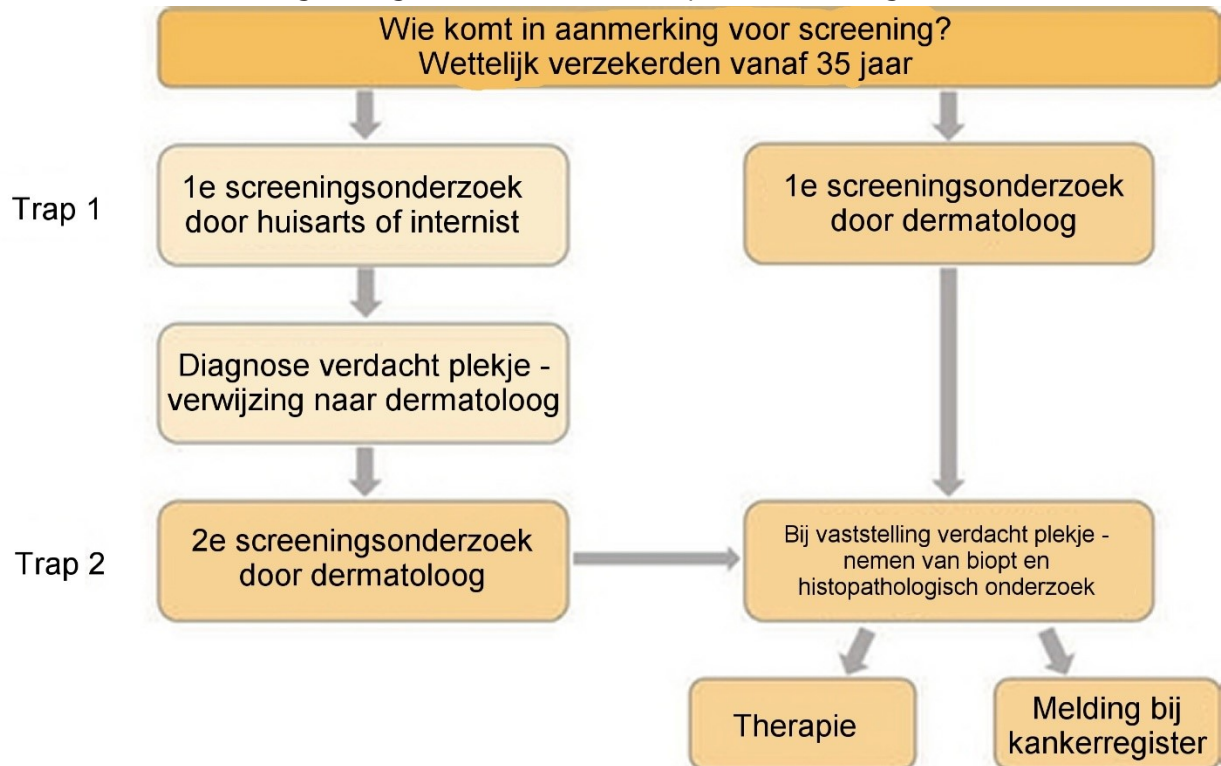 Wie komt in aanmerking voor screening?
Wettelijk verzekerden vanaf 35 jaar
Trap 1
1e screeningsonderzoek
door huisarts of internist
1e screeningsonderzoek
door dermatoloog
Diagnose verdacht plekje -
verwijzing naar dermatoloog
Trap 2
2e screeningsonderzoek
door dermatoloog
Bij vaststelling verdacht plekje -
nemen van biopt en
histopathologisch onderzoek
Therapie
Melding bij
kankerregister